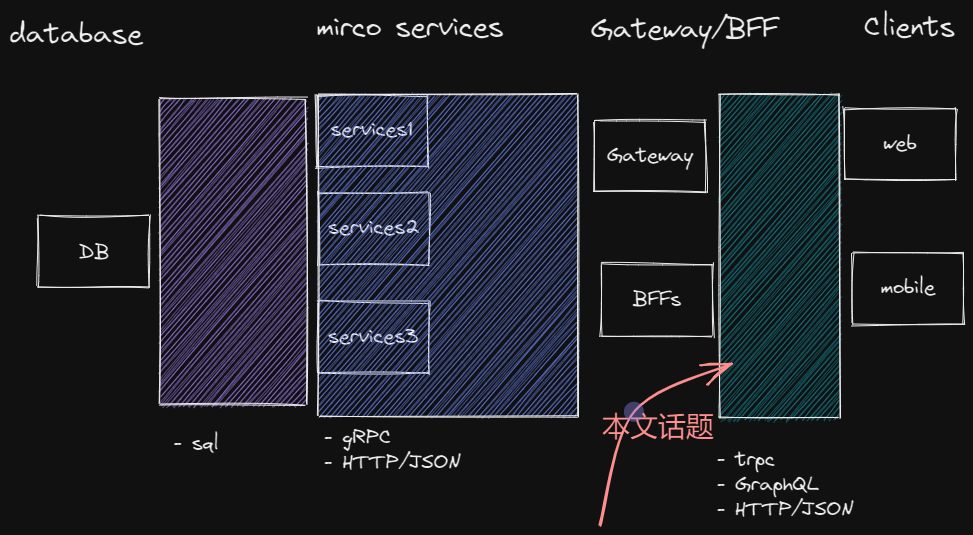 database
mirco services
Gateway/BFF
Clients
DB
services1
services2
services3
Gateway
BFFs
web
mobile
本文话题
- sql
- gRPC
- HTTP/JSON
- trpc
- GraphQL
- HTTP/JSON